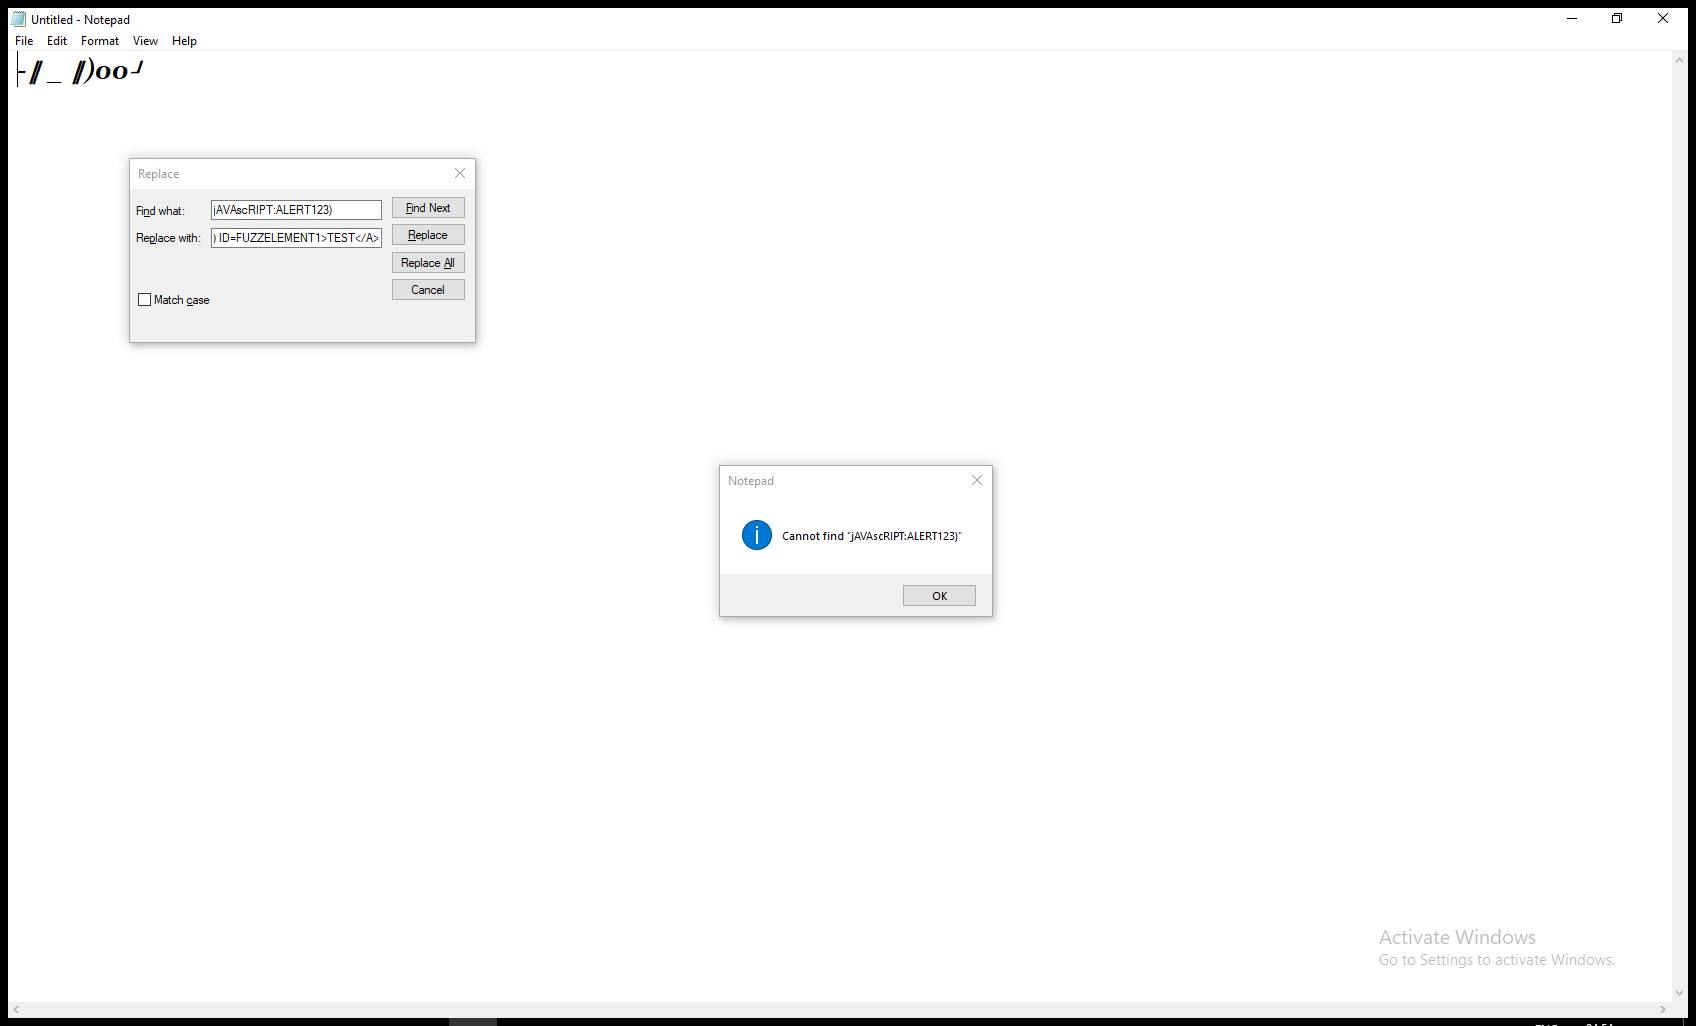 Untitled - Notepad
File Edit Format View Help
-∥ _ ∥)oo┘
Replace
Find what: jAVAscRIPT:ALERT123) Find Next
Replace with: ) ID=FUZZELEMENT1>TEST</A> Replace
Replace All
Cancel
Match case
Notepad
Cannot find "jAVAscRIPT:ALERT123)"
OK
Activate Windows
Go to Settings to activate Windows.